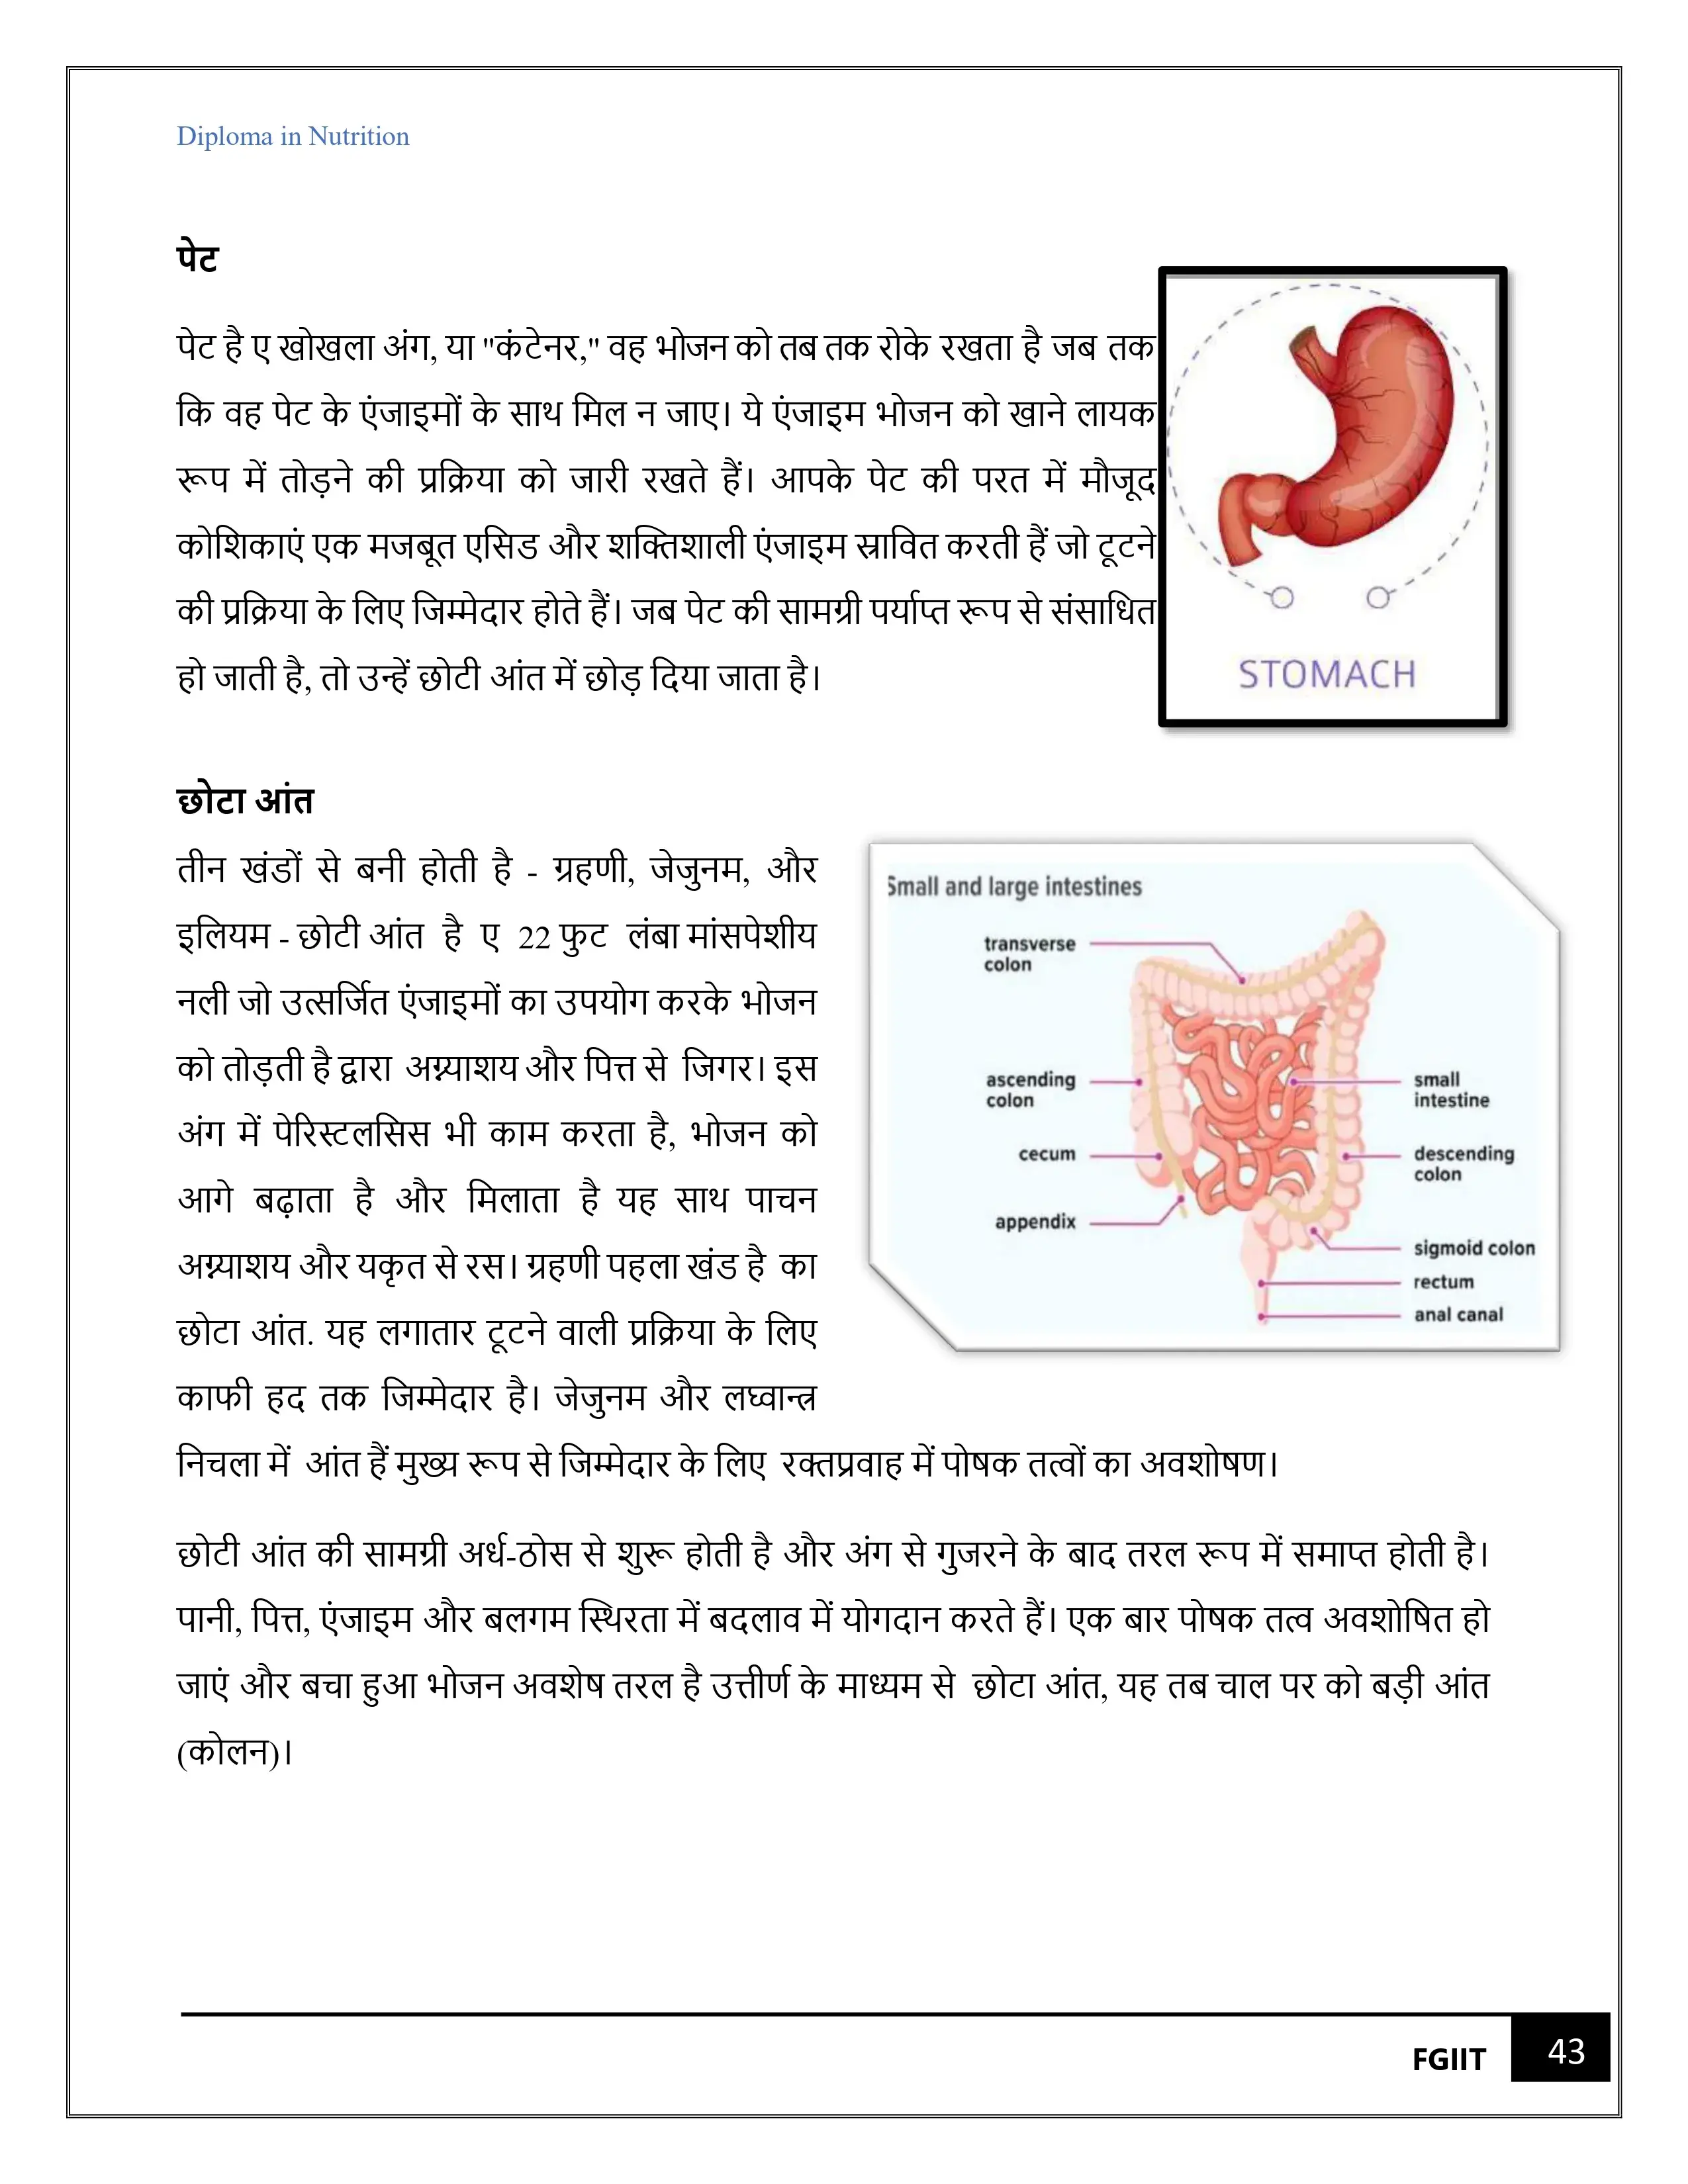 Diploma in Nutrition
पेट
पेट है ए खोखला अंग, या "कंटेनर," वह भोजन को तब तक रोके रखता है जब तक
कि वह पेट के एंजाइमों के साथ मिल न जाए। ये एंजाइम भोजन को खाने लायक
रूप में तोड़ने की प्रक्रिया को जारी रखते हैं। आपके पेट की परत में मौजूद
कोशिकाएं एक मजबूत एसिड और शक्तिशाली एंजाइम स्रावित करती हैं जो टूटने
की प्रक्रिया के लिए जिम्मेदार होते हैं। जब पेट की सामग्री पर्याप्त रूप से संसाधित
हो जाती है, तो उन्हें छोटी आंत में छोड़ दिया जाता है।
STOMACH
छोटा आंत
तीन खंडों से बनी होती है - ग्रहणी, जेजुनम, और
इलियम - छोटी आंत है ए 22 फुट लंबा मांसपेशीय
नली जो उत्सर्जित एंजाइमों का उपयोग करके भोजन
को तोड़ती है द्वारा अग्न्याशय और पित्त से जिगर। इस
अंग में पेरिस्टलसिस भी काम करता है, भोजन को
आगे बढ़ाता है और मिलाता है यह साथ पाचन
अग्न्याशय और यकृत से रस। ग्रहणी पहला खंड है का
छोटा आंत. यह लगातार टूटने वाली प्रक्रिया के लिए
काफी हद तक जिम्मेदार है। जेजुनम और लघ्वान्त्र
निचला में आंत हैं मुख्य रूप से जिम्मेदार के लिए रक्तप्रवाह में पोषक तत्वों का अवशोषण।
Small and large intestines
transverse
colon
ascending
colon
cecum
appendix
small
intestine
descending
colon
sigmoid colon
rectum
anal canal
छोटी आंत की सामग्री अर्ध-ठोस से शुरू होती है और अंग से गुजरने के बाद तरल रूप में समाप्त होती है।
पानी, पित्त, एंजाइम और बलगम स्थिरता में बदलाव में योगदान करते हैं। एक बार पोषक तत्व अवशोषित हो
जाएं और बचा हुआ भोजन अवशेष तरल है उत्तीर्ण के माध्यम से छोटा आंत, यह तब चाल पर को बड़ी आंत
(कोलन)।
FGIIT 43